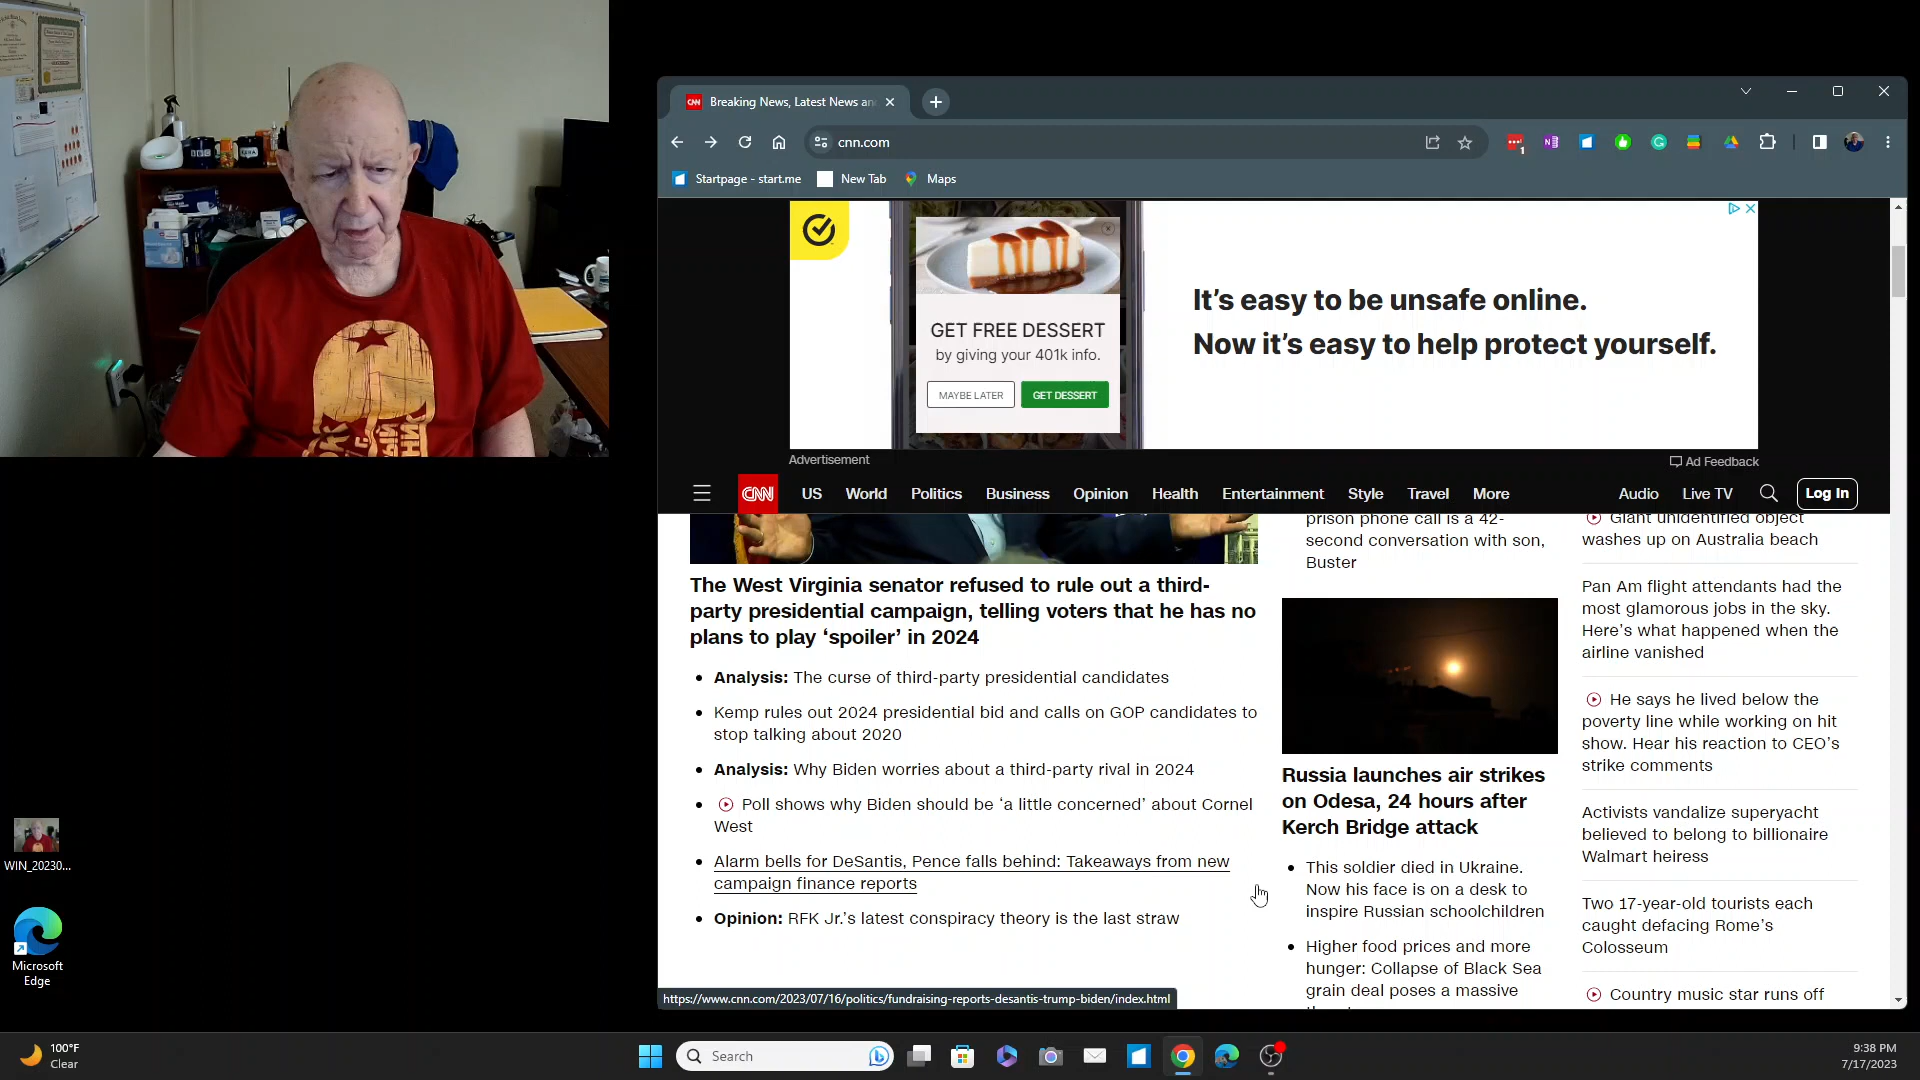 Breaking News, Latest News an
cnn.com
Startpage - start.me
New Tab
Maps
GET FREE DESSERT
by giving your 401k info.
MAYBE LATER
GET DESSERT
It's easy to be unsafe online.
Now it's easy to help protect yourself.
Advertisement
Ad Feedback
CNN
US
World
Politics
Business
Opinion
Health
Entertainment
Style
Travel
More
Audio
Live TV
Log In
The West Virginia senator refused to rule out a third-
party presidential campaign, telling voters that he has no
plans to play ‘spoiler’ in 2024
Analysis: The curse of third-party presidential candidates
Kemp rules out 2024 presidential bid and calls on GOP candidates to
stop talking about 2020
Analysis: Why Biden worries about a third-party rival in 2024
Poll shows why Biden should be ‘a little concerned’ about Cornel
West
Alarm bells for DeSantis, Pence falls behind: Takeaways from new
campaign finance reports
Opinion: RFK Jr.’s latest conspiracy theory is the last straw
https://www.cnn.com/2023/07/16/politics/fundraising-reports-desantis-trump-biden/index.html
prison phone call is a 42-
second conversation with son,
Buster
Russia launches air strikes
on Odesa, 24 hours after
Kerch Bridge attack
This soldier died in Ukraine.
Now his face is on a desk to
inspire Russian schoolchildren
Higher food prices and more
hunger: Collapse of Black Sea
grain deal poses a massive
Giant unidentified object
washes up on Australia beach
Pan Am flight attendants had the
most glamorous jobs in the sky.
Here’s what happened when the
airline vanished
He says he lived below the
poverty line while working on hit
show. Hear his reaction to CEO’s
strike comments
Activists vandalize superyacht
believed to belong to billionaire
Walmart heiress
Two 17-year-old tourists each
caught defacing Rome’s
Colosseum
Country music star runs off
WIN_20230...
Microsoft
Edge
100°F
Clear
Search
9:38 PM
7/17/2023